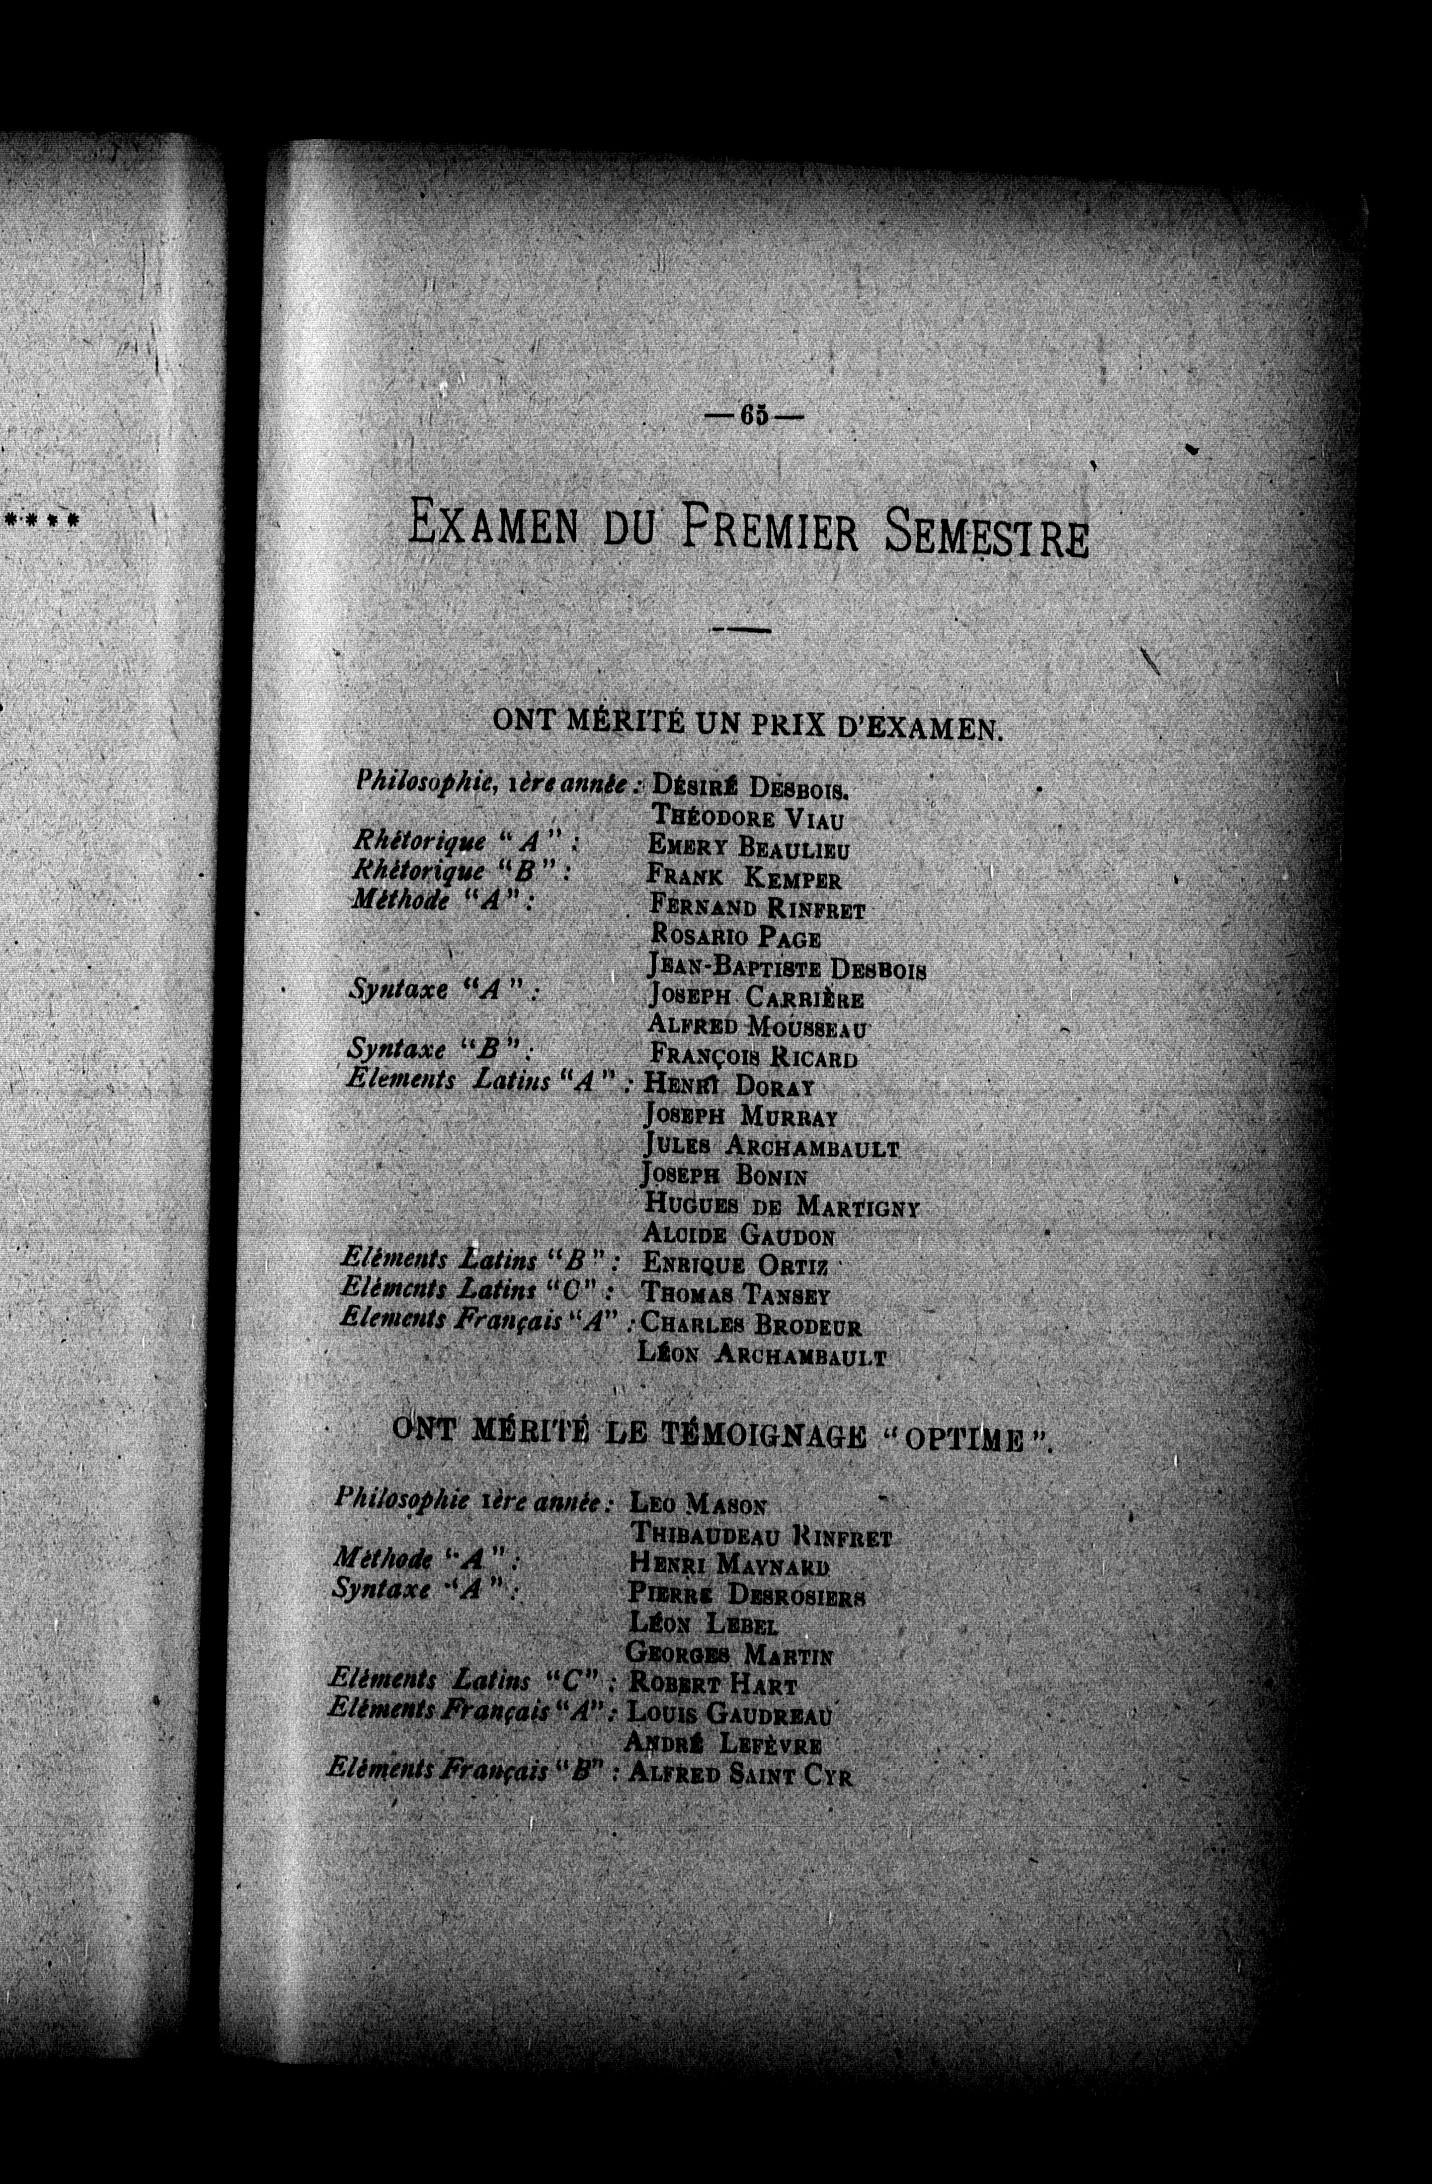 ****
—65—
EXAMEN DU PREMIER SEMESTRE
ONT MÉRITÉ UN PRIX D'EXAMEN.
Philosophie, 1ère année : DÉSIRÉ DESBOIS.
THÉODORE VIAU
Rhétorique "A" : EMERY BEAULIEU
Rhétorique "B" : FRANK KEMPER
Méthode "A" : FERNAND RINFRET
ROSARIO PAGE
JEAN-BAPTISTE DESBOIS
Syntaxe "A" : JOSEPH CARRIÈRE
ALFRED MOUSSEAU
Syntaxe "B" : FRANÇOIS RICARD
Eléments Latins "A" : HENRI DORAY
JOSEPH MURRAY
JULES ARCHAMBAULT
JOSEPH BONIN
HUGUES DE MARTIGNY
ALCIDE GAUDON
Eléments Latins "B" : ENRIQUE ORTIZ
Eléments Latins "C" : THOMAS TANSEY
Eléments Français "A" : CHARLES BRODEUR
LÉON ARCHAMBAULT
ONT MÉRITÉ LE TÉMOIGNAGE "OPTIME".
Philosophie 1ère année : LEO MASON
THIBAUDEAU RINFRET
Méthode "A" : HENRI MAYNARD
Syntaxe "A" : PIERRE DESROSIERS
LÉON LEBEL
GEORGES MARTIN
Eléments Latins "C" : ROBERT HART
Eléments Français "A" : LOUIS GAUDREAU
ANDRÉ LEFÈVRE
Eléments Français "B" : ALFRED SAINT CYR